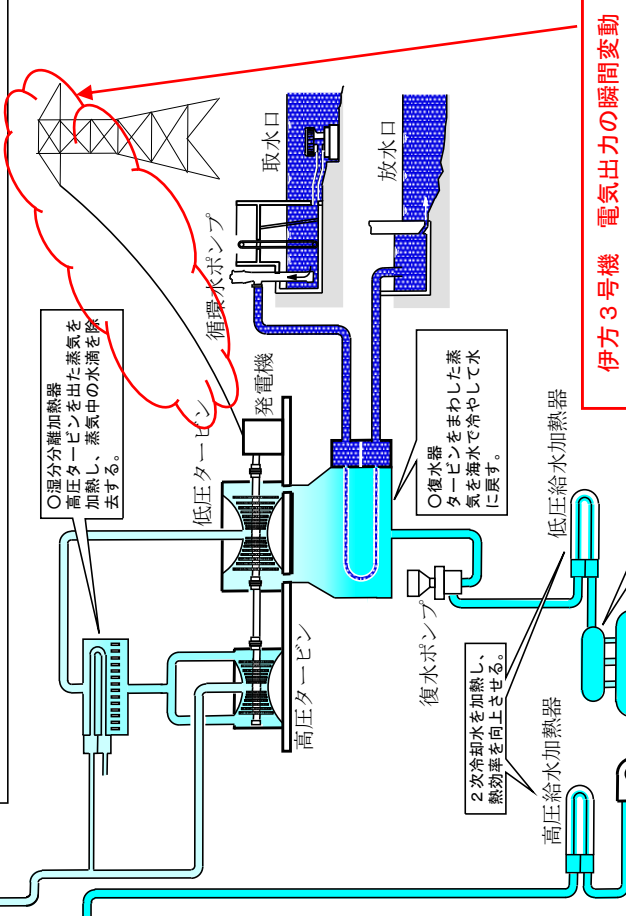 伊方３号機　電気出力の瞬間変動
取水口
放水口
循環水ポンプ
○湿分分離加熱器
高圧タービンを出た蒸気を
加熱し、蒸気中の水滴を除
去する。
低圧タービン
発電機
高圧タービン
○復水器
タービンをまわした蒸
気を海水で冷やして水
に戻す。
復水ポンプ
低圧給水加熱器
２次冷却水を加熱し、
熱効率を向上させる。
高圧給水加熱器